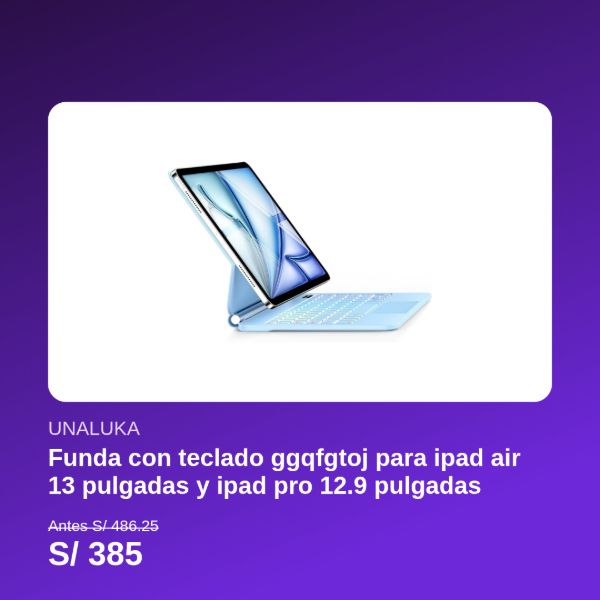 UNALUKA
Funda con teclado ggqfgtoj para ipad air
13 pulgadas y ipad pro 12.9 pulgadas
Antes S/ 486.25
S/ 385